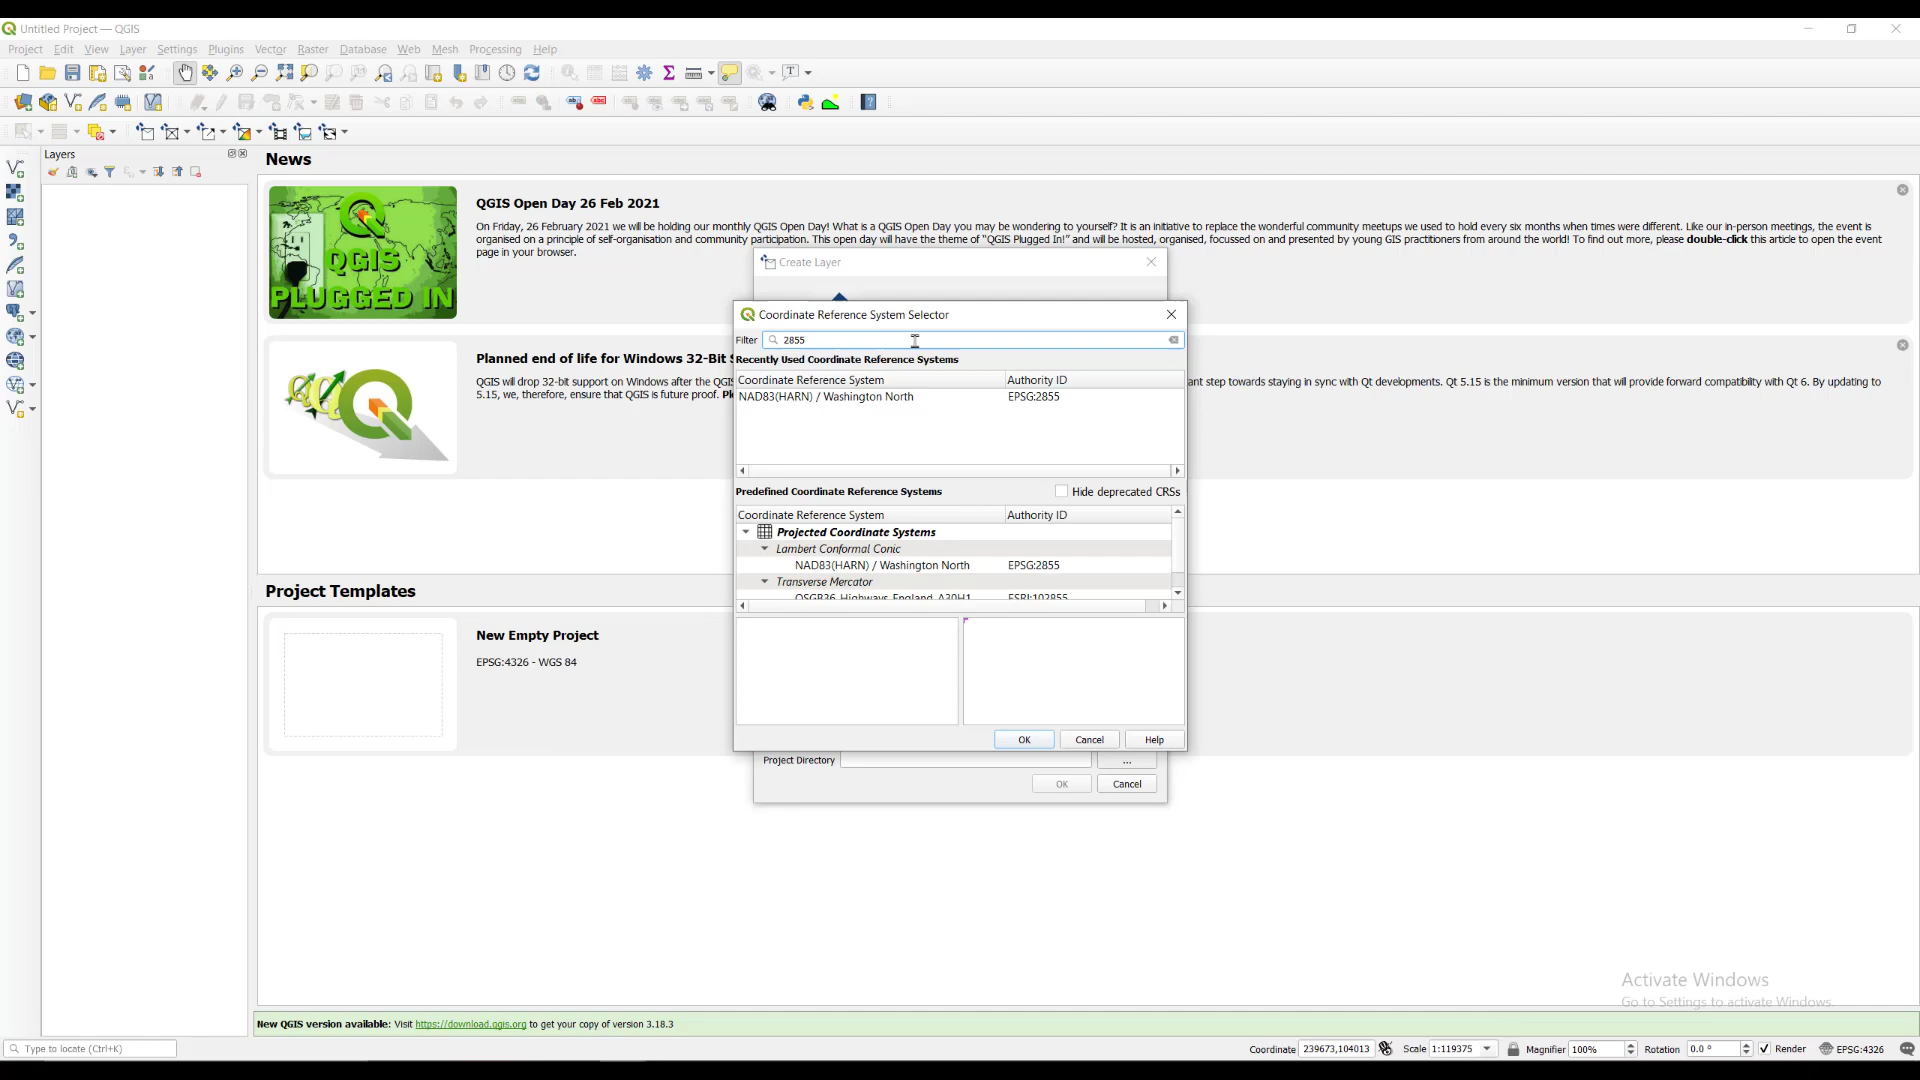 Untitled Project — QGIS
Project Edit View Layer Settings Plugins Vector Raster Database Web Mesh Processing Help
Layers
News
QGIS Open Day 26 Feb 2021
On Friday, 26 February 2021 we will be holding our monthly QGIS Open Day! What is a QGIS Open Day you may be wondering to yourself? It is an initiative to replace the wonderful community meetups we used to hold every six months when times were different. Like our in-person meetings, the event is
organised on a principle of self-organisation and community participation. This open day will have the theme of "QGIS Plugged In!" and will be hosted, organised, focussed on and presented by young GIS practitioners from around the world! To find out more, please double-click this article to open the event
page in your browser.
QGIS
PLUGGED IN
Create Layer
Coordinate Reference System Selector
Filter 2855
Recently Used Coordinate Reference Systems
Coordinate Reference System Authority ID
NAD83(HARN) / Washington North EPSG:2855
Planned end of life for Windows 32-Bit
QGIS will drop 32-bit support on Windows after the QGIS
ant step towards staying in sync with Qt developments. Qt 5.15 is the minimum version that will provide forward compatibility with Qt 6. By updating to
5.15, we, therefore, ensure that QGIS is future proof.
Predefined Coordinate Reference Systems Hide deprecated CRSs
Coordinate Reference System Authority ID
Projected Coordinate Systems
Lambert Conformal Conic
NAD83(HARN) / Washington North EPSG:2855
Transverse Mercator
OSGB36_Highways_England_A30H1 ESRI:102855
OK Cancel Help
Project Directory ...
OK Cancel
Project Templates
New Empty Project
EPSG:4326 - WGS 84
Activate Windows
Go to Settings to activate Windows.
New QGIS version available: Visit https://download.qgis.org to get your copy of version 3.18.3
Type to locate (Ctrl+K)
Coordinate 239673,104013 Scale 1:119375 Magnifier 100% Rotation 0.0 ° Render EPSG:4326